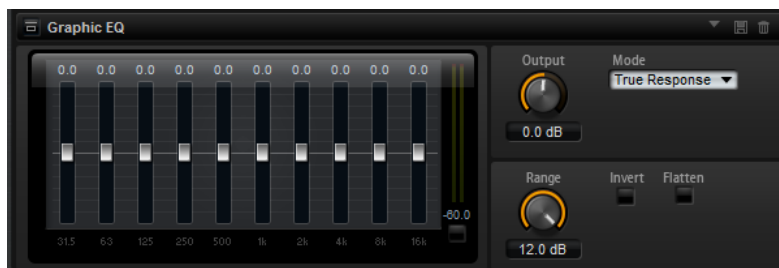 Graphic EQ
0.0 0.0 0.0 0.0 0.0 0.0 0.0 0.0 0.0 0.0
-60.0
31.5 63 125 250 500 1k 2k 4k 8k 16k
Output Mode
True Response
0.0 dB
Range Invert Flatten
12.0 dB